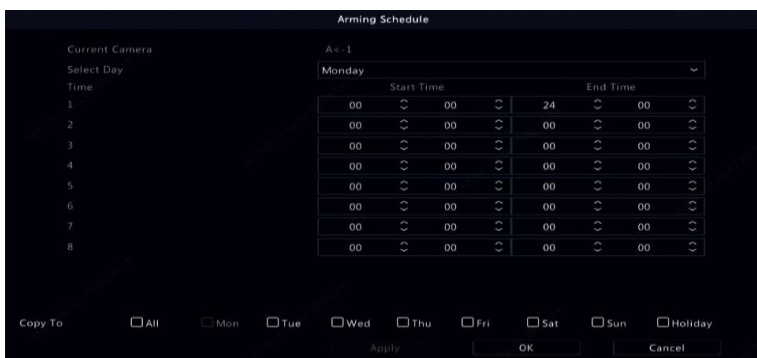 Arming Schedule
Current Camera A<-1
Select Day Monday
Time Start Time End Time
1 00 00 24 00
2 00 00 00 00
3 00 00 00 00
4 00 00 00 00
5 00 00 00 00
6 00 00 00 00
7 00 00 00 00
8 00 00 00 00
Copy To All Mon Tue Wed Thu Fri Sat Sun Holiday
Apply OK Cancel